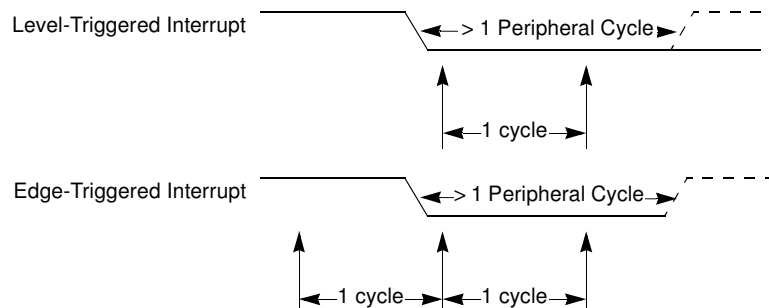 Level-Triggered Interrupt
> 1 Peripheral Cycle
1 cycle
Edge-Triggered Interrupt
> 1 Peripheral Cycle
1 cycle
1 cycle